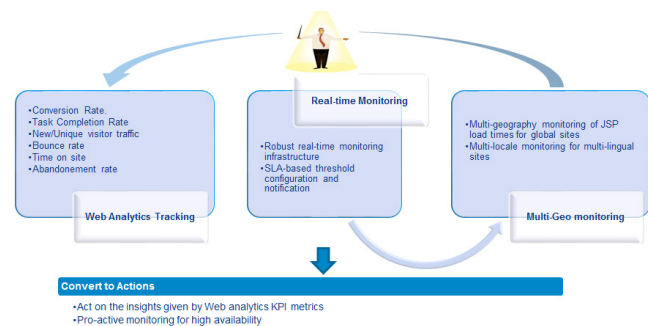 •Conversion Rate.
•Task Completion Rate
•New/Unique visitor traffic
•Bounce rate
•Time on site
•Abandonement rate
Web Analytics Tracking
Real-time Monitoring
•Robust real-time monitoring
infrastructure
•SLA-based threshold
configuration and
notification
•Multi-geography monitoring of JSP
load times for global sites
•Multi-locale monitoring for multi-lingual
sites
Multi-Geo monitoring
Convert to Actions
•Act on the insights given by Web analytics KPI metrics
•Pro-active monitoring for high availability